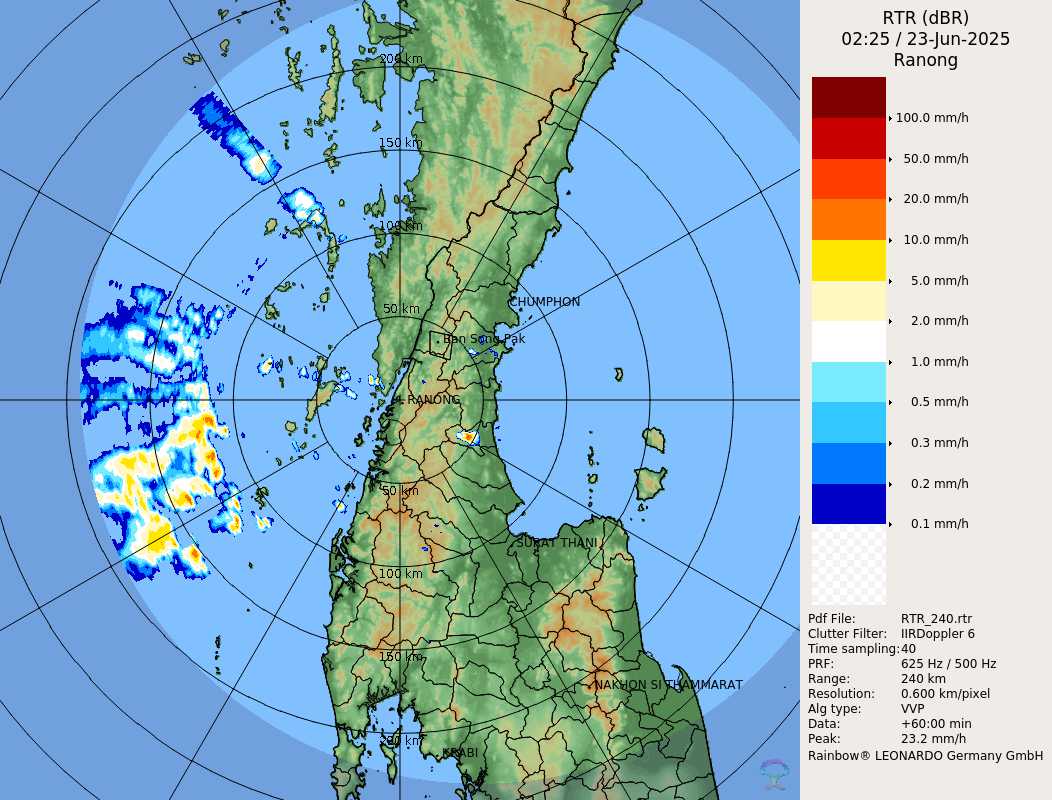 RTR (dBR)
02:25 / 23-Jun-2025
Ranong
100.0 mm/h
50.0 mm/h
20.0 mm/h
10.0 mm/h
5.0 mm/h
2.0 mm/h
1.0 mm/h
0.5 mm/h
0.3 mm/h
0.2 mm/h
0.1 mm/h
Pdf File: RTR_240.rtr
Clutter Filter: IIRDoppler 6
Time sampling:40
PRF: 625 Hz / 500 Hz
Range: 240 km
Resolution: 0.600 km/pixel
Alg type: VVP
Data: +60:00 min
Peak: 23.2 mm/h
Rainbow® LEONARDO Germany GmbH
200 km
150 km
100 km
50 km
CHUMPHON
Ban Song Pak
RANONG
50 km
SURAT THANI
100 km
150 km
NAKHON SI THAMMARAT
200 km
KRABI